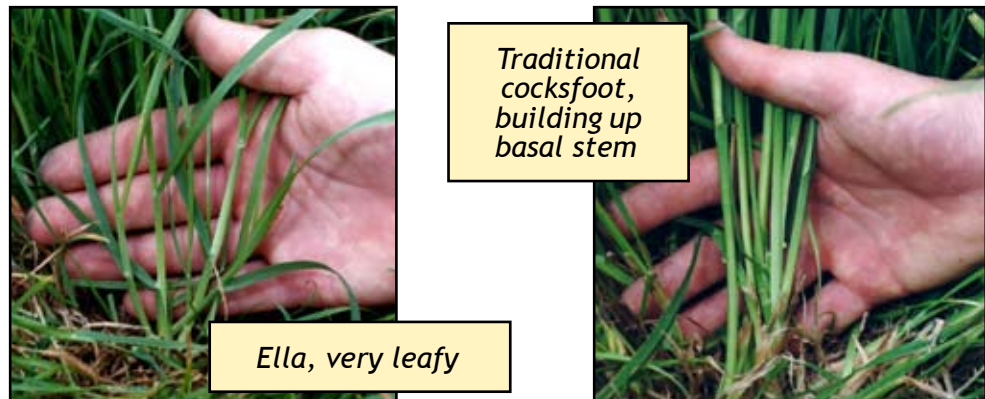 Traditional
cocksfoot,
building up
basal stem
Ella, very leafy